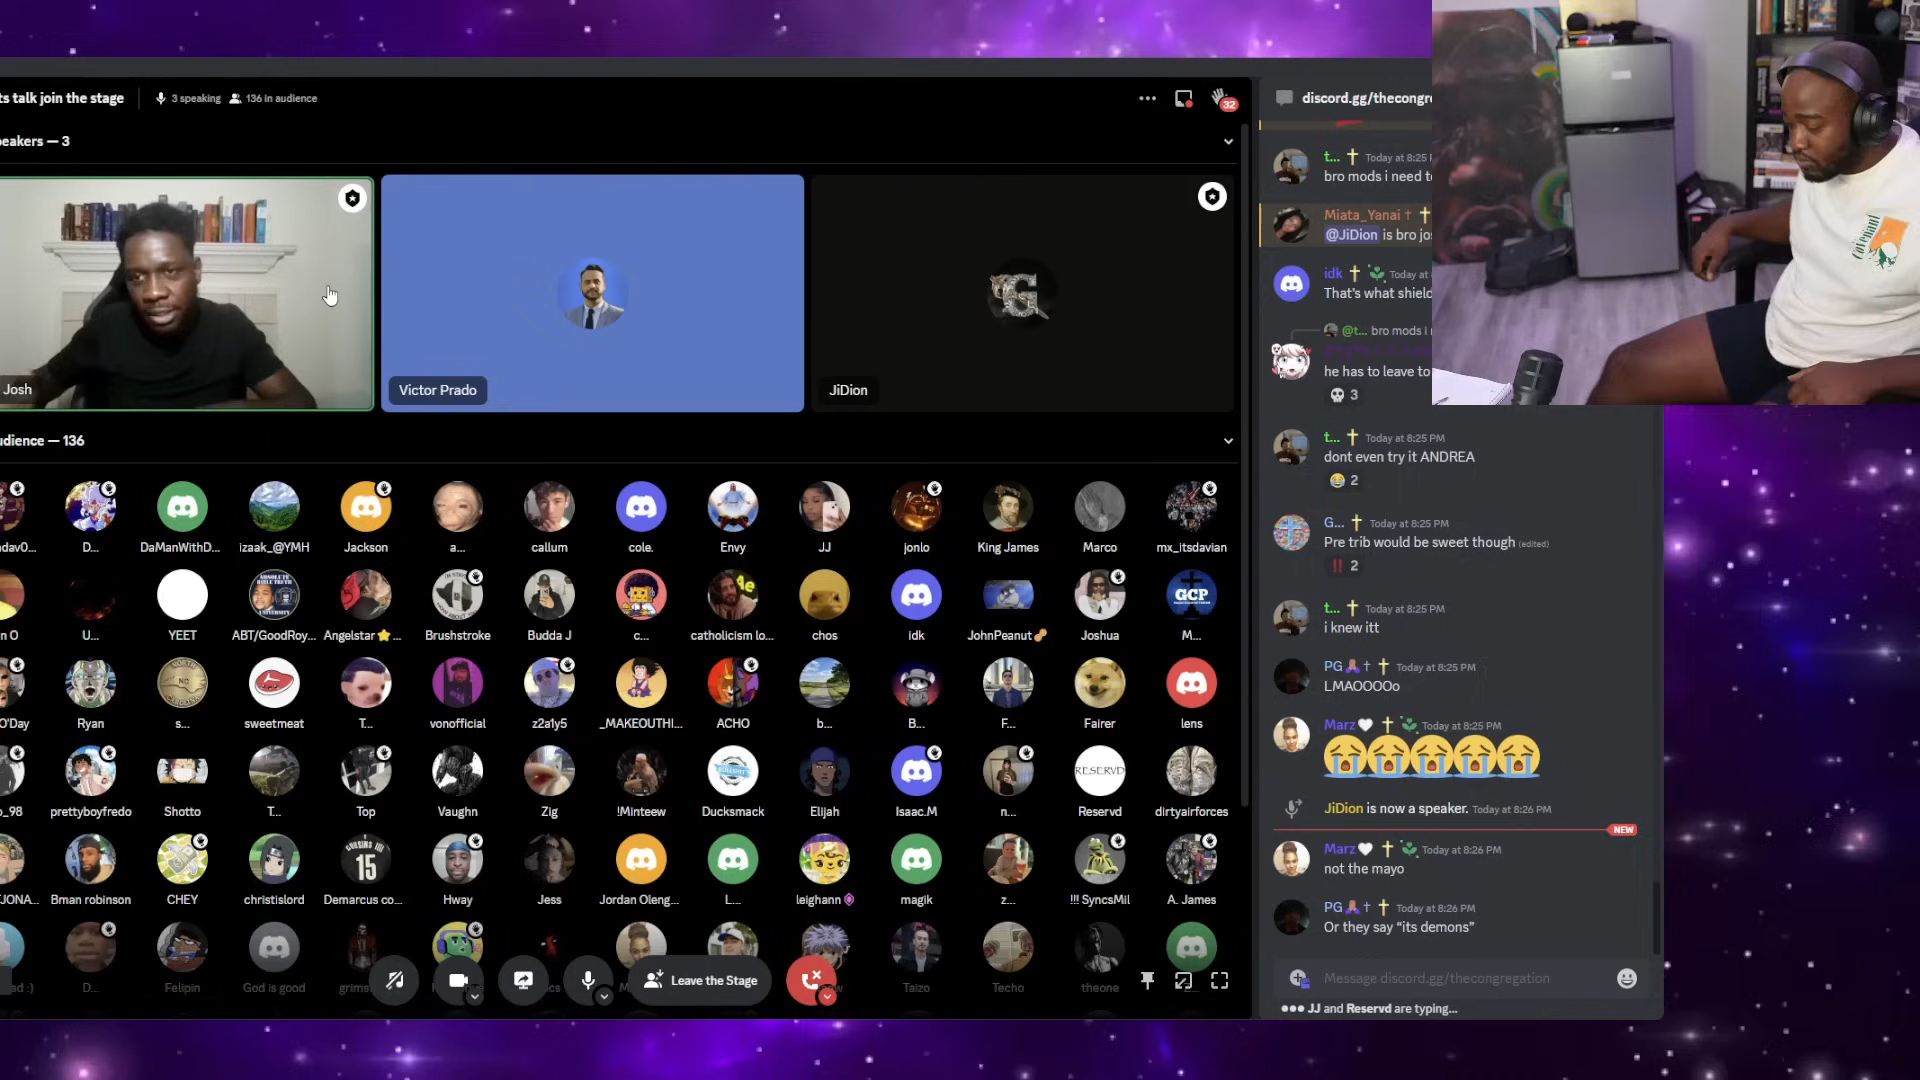 ts talk join the stage
3 speaking
136 in audience
32
eakers — 3
Josh
Victor Prado
JiDion
udience — 136
D...
DaManWithD...
izaak_@YMH
Jackson
a...
callum
cole.
Envy
JJ
jonlo
King James
Marco
mx_itsdavian
n O
U...
YEET
ABT/GoodRoy...
Angelstar⭐...
Brushstroke
Budda J
c...
catholicism lo...
chos
idk
JohnPeanut🥜
Joshua
GCP
M...
O'Day
Ryan
s...
sweetmeat
T...
vonofficial
z2a1y5
_MAKEOUTHI...
ACHO
b...
B...
F...
Fairer
lens
_98
prettyboyfredo
Shotto
T...
Top
Vaughn
Zig
!Minteew
Ducksmack
Elijah
Isaac.M
n...
RESERVD
Reservd
dirtyairforces
JONA...
Bman robinson
CHEY
christislord
15
Demarcus co...
Hway
Jess
Jordan Oleng...
L...
leighann
magik
z...
!!! SyncsMil
A. James
D...
Felipin
God is good
Taizo
Techo
theone
Leave the Stage
discord.gg/thecongre
t... Today at 8:25
bro mods i need t
Miata_Yanai
@JiDion is bro jos
idk Today at
That's what shield
@t... bro mods i
he has to leave to
💀 3
t... Today at 8:25 PM
dont even try it ANDREA
😂 2
G... Today at 8:25 PM
Pre trib would be sweet though (edited)
‼️ 2
t... Today at 8:25 PM
i knew itt
PG Today at 8:25 PM
LMAOOOOo
Marz Today at 8:25 PM
😭😭😭😭😭
JiDion is now a speaker. Today at 8:26 PM
NEW
Marz Today at 8:26 PM
not the mayo
PG Today at 8:26 PM
Or they say “its demons”
Message discord.gg/thecongregation
JJ and Reservd are typing...
Covenant